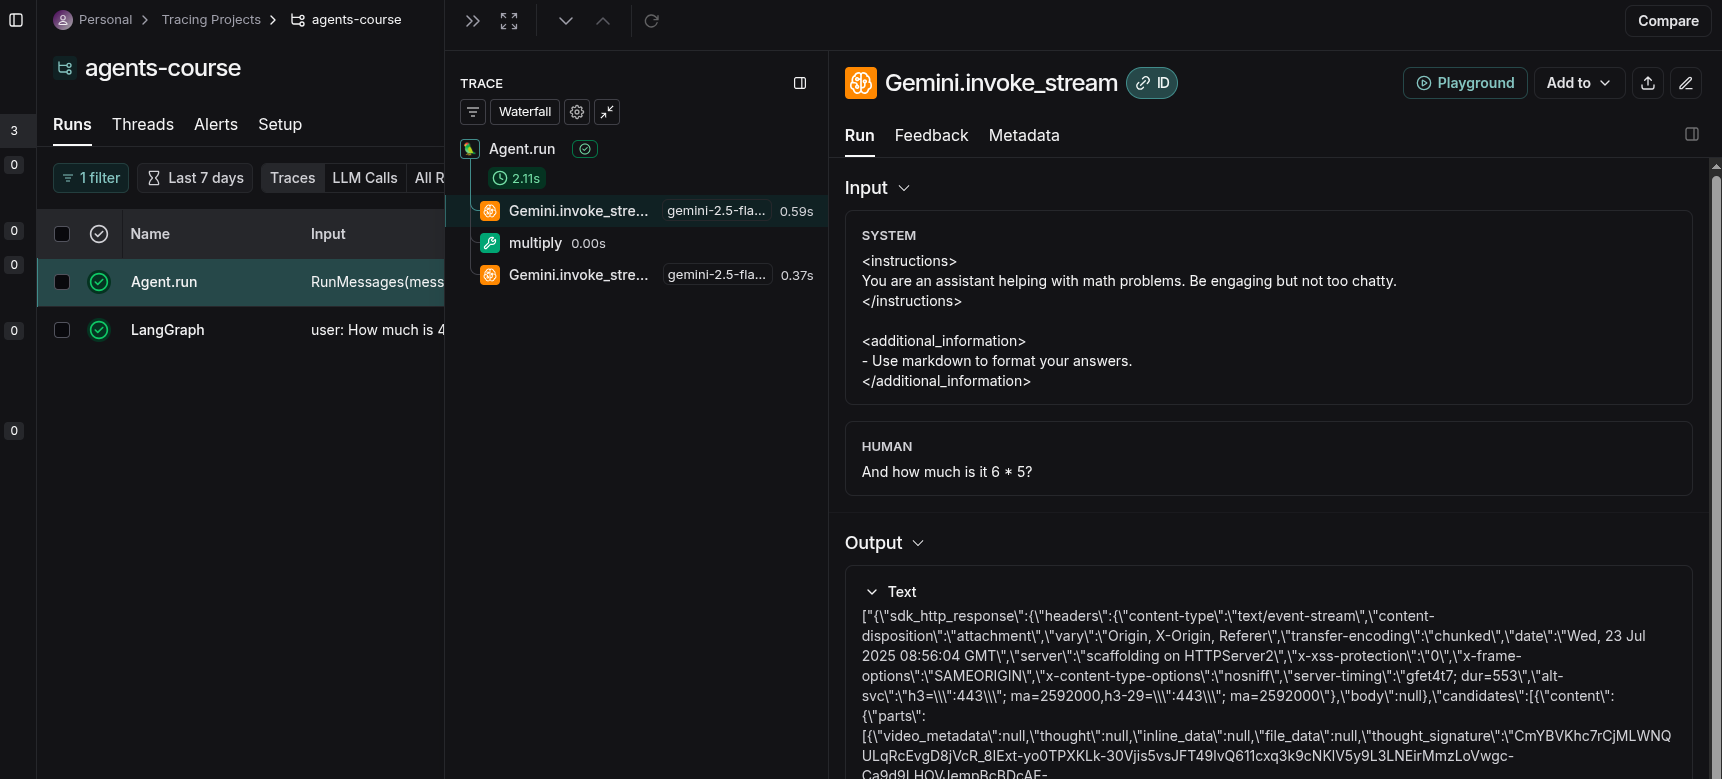 Personal
Tracing Projects
agents-course
Compare
agents-course
Runs
Threads
Alerts
Setup
3
0
0
0
0
0
1 filter
Last 7 days
Traces
LLM Calls
All R
Name
Input
Agent.run
RunMessages(mess
LangGraph
user: How much is 4
TRACE
Waterfall
Agent.run
2.11s
Gemini.invoke_stre...
gemini-2.5-fla...
0.59s
multiply
0.00s
Gemini.invoke_stre...
gemini-2.5-fla...
0.37s
Gemini.invoke_stream
ID
Playground
Add to
Run
Feedback
Metadata
Input
SYSTEM
<instructions>
You are an assistant helping with math problems. Be engaging but not too chatty.
</instructions>
<additional_information>
- Use markdown to format your answers.
</additional_information>
HUMAN
And how much is it 6 * 5?
Output
Text
["{\"sdk_http_response\":{\"headers\":{\"content-type\":\"text/event-stream\",\"content-
disposition\":\"attachment\",\"vary\":\"Origin, X-Origin, Referer\",\"transfer-encoding\":\"chunked\",\"date\":\"Wed, 23 Jul
2025 08:56:04 GMT\",\"server\":\"scaffolding on HTTPServer2\",\"x-xss-protection\":\"0\",\"x-frame-
options\":\"SAMEORIGIN\",\"x-content-type-options\":\"nosniff\",\"server-timing\":\"gfet4t7; dur=553\",\"alt-
svc\":\"h3=\\\":443\\\"; ma=2592000,h3-29=\\\":443\\\"; ma=2592000\"},\"body\":null},\"candidates\":[{\"content\":
{\"parts\":
[{\"video_metadata\":null,\"thought\":null,\"inline_data\":null,\"file_data\":null,\"thought_signature\":\"CmYBVKhc7rCjMLWNQ